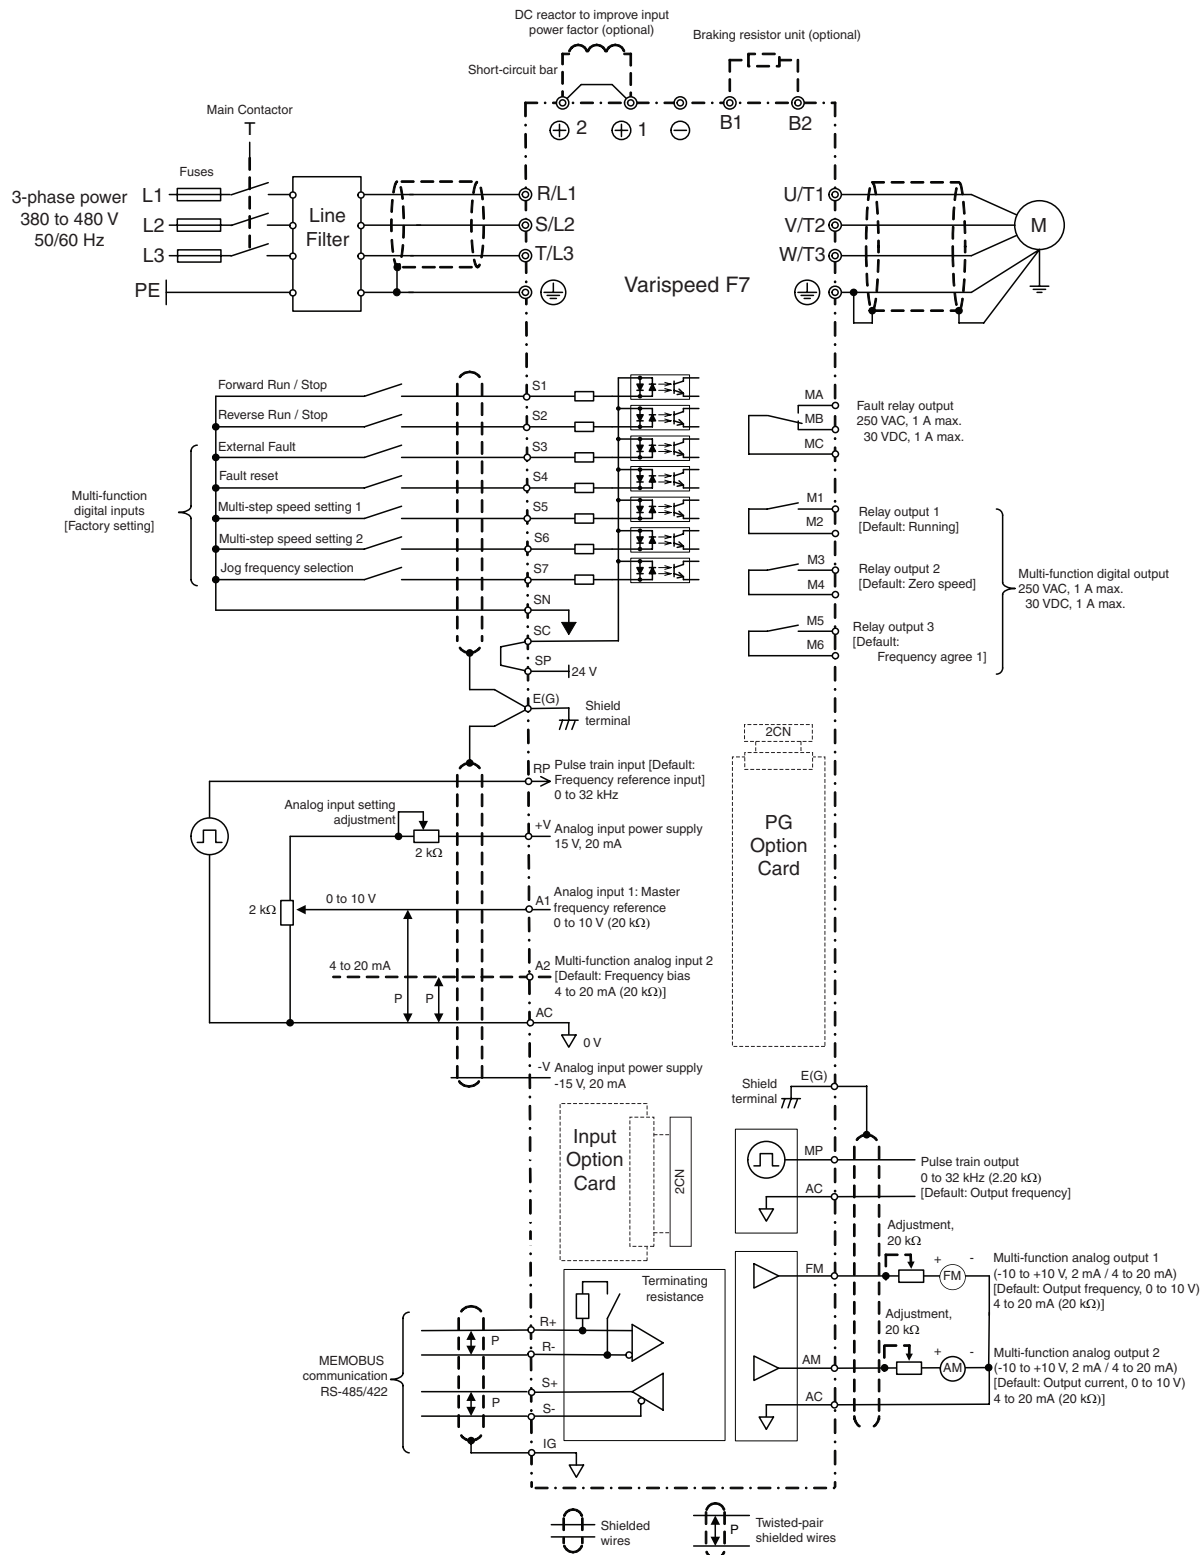 DC reactor to improve input
power factor (optional)
Braking resistor unit (optional)
Short-circuit bar
Main Contactor
2
1
B1
B2
Fuses
3-phase power
380 to 480 V
50/60 Hz
L1
L2
L3
PE
Line
Filter
R/L1
S/L2
T/L3
Varispeed F7
U/T1
V/T2
W/T3
M
Forward Run / Stop
S1
Reverse Run / Stop
S2
External Fault
S3
Fault reset
S4
Multi-step speed setting 1
S5
Multi-step speed setting 2
S6
Jog frequency selection
S7
Multi-function
digital inputs
[Factory setting]
SN
SC
SP
24 V
E(G)
Shield
terminal
MA
MB
MC
Fault relay output
250 VAC, 1 A max.
30 VDC, 1 A max.
M1
M2
Relay output 1
[Default: Running]
M3
M4
Relay output 2
[Default: Zero speed]
M5
M6
Relay output 3
[Default:
Frequency agree 1]
Multi-function digital output
250 VAC, 1 A max.
30 VDC, 1 A max.
2CN
PG
Option
Card
RP
Pulse train input [Default:
Frequency reference input]
0 to 32 kHz
Analog input setting
adjustment
2 kΩ
+V
Analog input power supply
15 V, 20 mA
2 kΩ
0 to 10 V
A1
Analog input 1: Master
frequency reference
0 to 10 V (20 kΩ)
4 to 20 mA
A2
Multi-function analog input 2
[Default: Frequency bias
4 to 20 mA (20 kΩ)]
P
P
AC
0 V
-V
Analog input power supply
-15 V, 20 mA
E(G)
Shield
terminal
Input
Option
Card
2CN
MP
AC
Pulse train output
0 to 32 kHz (2.20 kΩ)
[Default: Output frequency]
Adjustment,
20 kΩ
FM
+
-
FM
Multi-function analog output 1
(-10 to +10 V, 2 mA / 4 to 20 mA)
[Default: Output frequency, 0 to 10 V)
4 to 20 mA (20 kΩ)]
Adjustment,
20 kΩ
AM
+
-
AM
Multi-function analog output 2
(-10 to +10 V, 2 mA / 4 to 20 mA)
[Default: Output current, 0 to 10 V)
4 to 20 mA (20 kΩ)]
AC
Terminating
resistance
MEMOBUS
communication
RS-485/422
R+
P
R-
S+
P
S-
IG
Shielded
wires
P
Twisted-pair
shielded wires